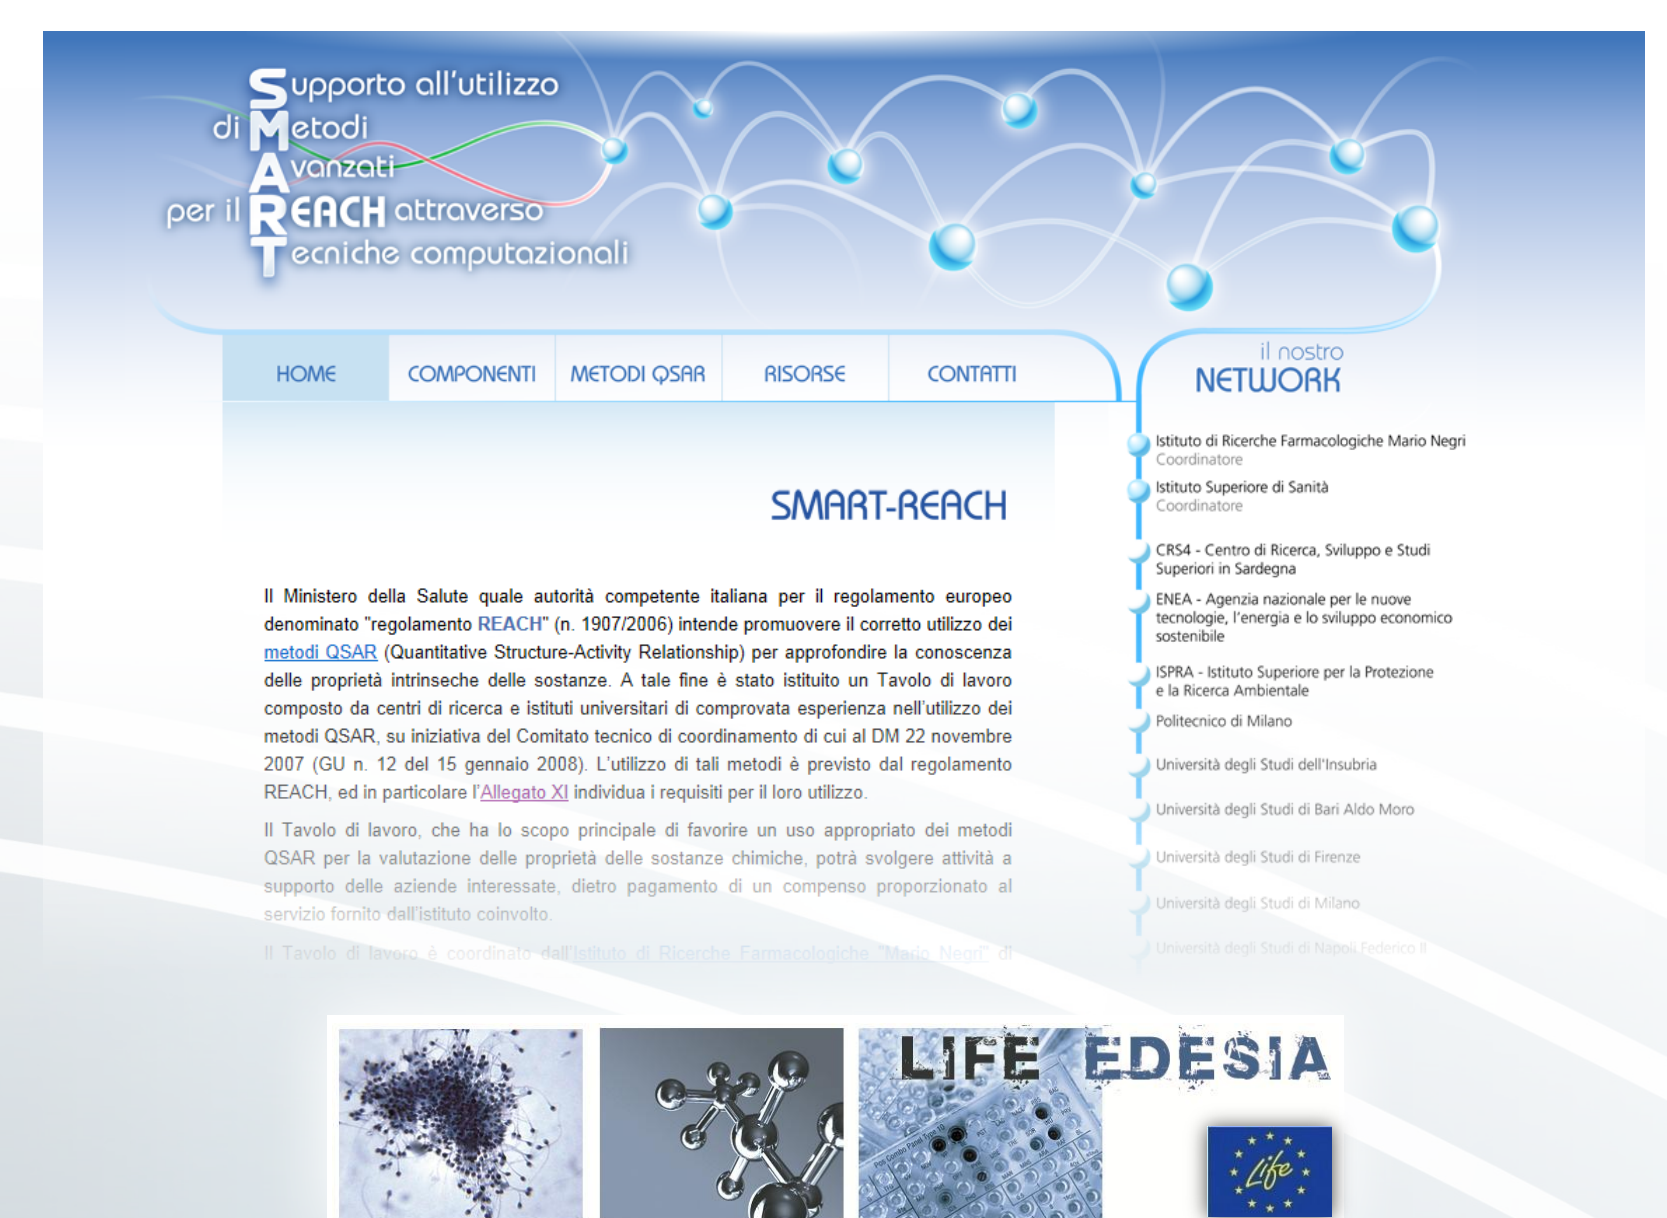 Supporto all'utilizzo
di Metodi
Avanzati
per il REACH attraverso
Tecniche computazionali
HOME
COMPONENTI
METODI QSAR
RISORSE
CONTATTI
il nostro
NETWORK
SMART-REACH
Il Ministero della Salute quale autorità competente italiana per il regolamento europeo
denominato "regolamento REACH" (n. 1907/2006) intende promuovere il corretto utilizzo dei
metodi QSAR (Quantitative Structure-Activity Relationship) per approfondire la conoscenza
delle proprietà intrinseche delle sostanze. A tale fine è stato istituito un Tavolo di lavoro
composto da centri di ricerca e istituti universitari di comprovata esperienza nell'utilizzo dei
metodi QSAR, su iniziativa del Comitato tecnico di coordinamento di cui al DM 22 novembre
2007 (GU n. 12 del 15 gennaio 2008). L'utilizzo di tali metodi è previsto dal regolamento
REACH, ed in particolare l'Allegato XI individua i requisiti per il loro utilizzo.
Il Tavolo di lavoro, che ha lo scopo principale di favorire un uso appropriato dei metodi
QSAR per la valutazione delle proprietà delle sostanze chimiche, potrà svolgere attività a
supporto delle aziende interessate, dietro pagamento di un compenso proporzionato al
servizio fornito dall'istituto coinvolto.
Il Tavolo di lavoro è coordinato dall'Istituto di Ricerche Farmacologiche "Mario Negri" di
Istituto di Ricerche Farmacologiche Mario Negri
Coordinatore
Istituto Superiore di Sanità
Coordinatore
CRS4 - Centro di Ricerca, Sviluppo e Studi
Superiori in Sardegna
ENEA - Agenzia nazionale per le nuove
tecnologie, l'energia e lo sviluppo economico
sostenibile
ISPRA - Istituto Superiore per la Protezione
e la Ricerca Ambientale
Politecnico di Milano
Università degli Studi dell'Insubria
Università degli Studi di Bari Aldo Moro
Università degli Studi di Firenze
Università degli Studi di Milano
Università degli Studi di Napoli Federico II
LIFE EDESIA
Pos Combo Panel Type 10
Life